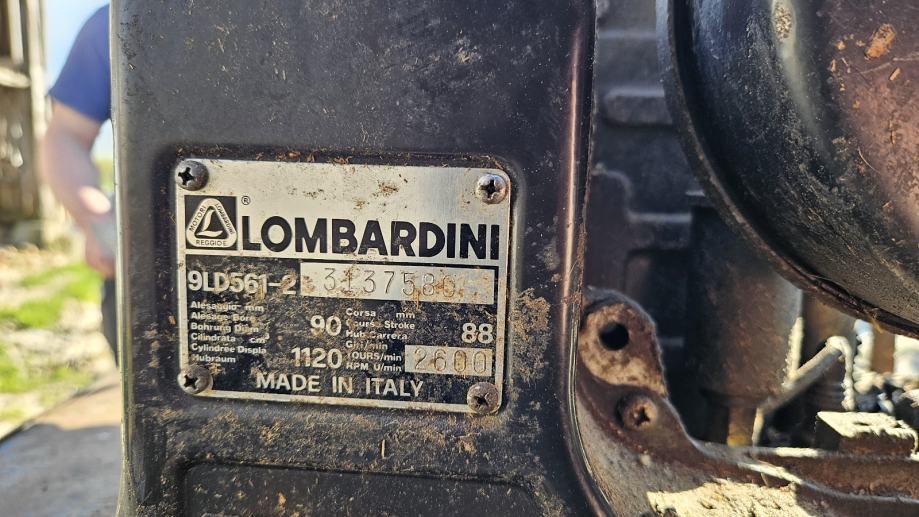 MOTORI LOMBARDINI REGGIO E
® LOMBARDINI
9LD561-2 3137580
Alesaggio mm
Alesage Bore
Bohrung Diam
90
Corsa mm
Course Stroke
Hub Carrera
88
Cilindrata cm³
Cylindrée Displa
Hubraum
1120
Giri/min
TOURS/min
RPM U/min
2600
MADE IN ITALY